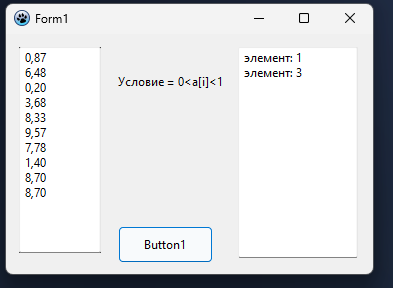 Form1
0,87
6,48
0,20
3,68
8,33
9,57
7,78
1,40
8,70
8,70
Условие = 0<a[i]<1
элемент: 1
элемент: 3
Button1